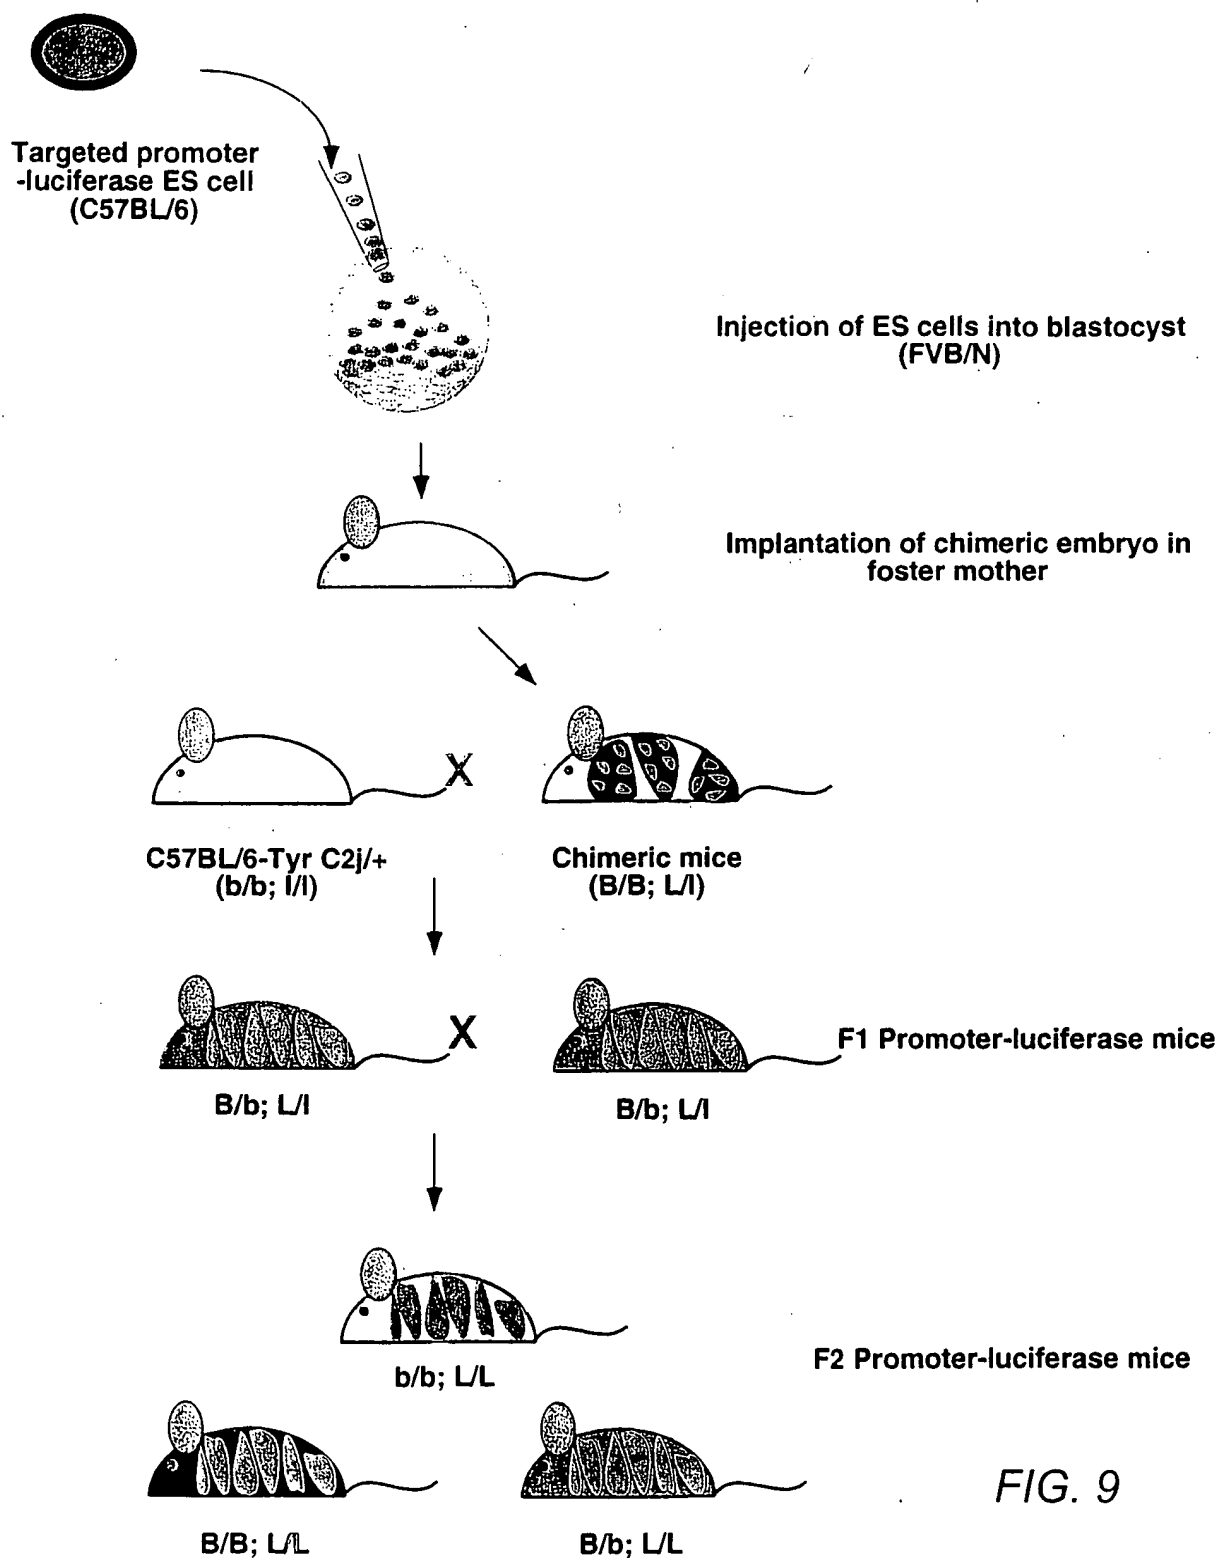 Targeted promoter
-luciferase ES cell
(C57BL/6)
Injection of ES cells into blastocyst
(FVB/N)
Implantation of chimeric embryo in
foster mother
X
C57BL/6-Tyr C2j/+
(b/b; l/l)
Chimeric mice
(B/B; L/l)
X
F1 Promoter-luciferase mice
B/b; L/l
B/b; L/l
b/b; L/L
F2 Promoter-luciferase mice
B/B; L/L
B/b; L/L
FIG. 9